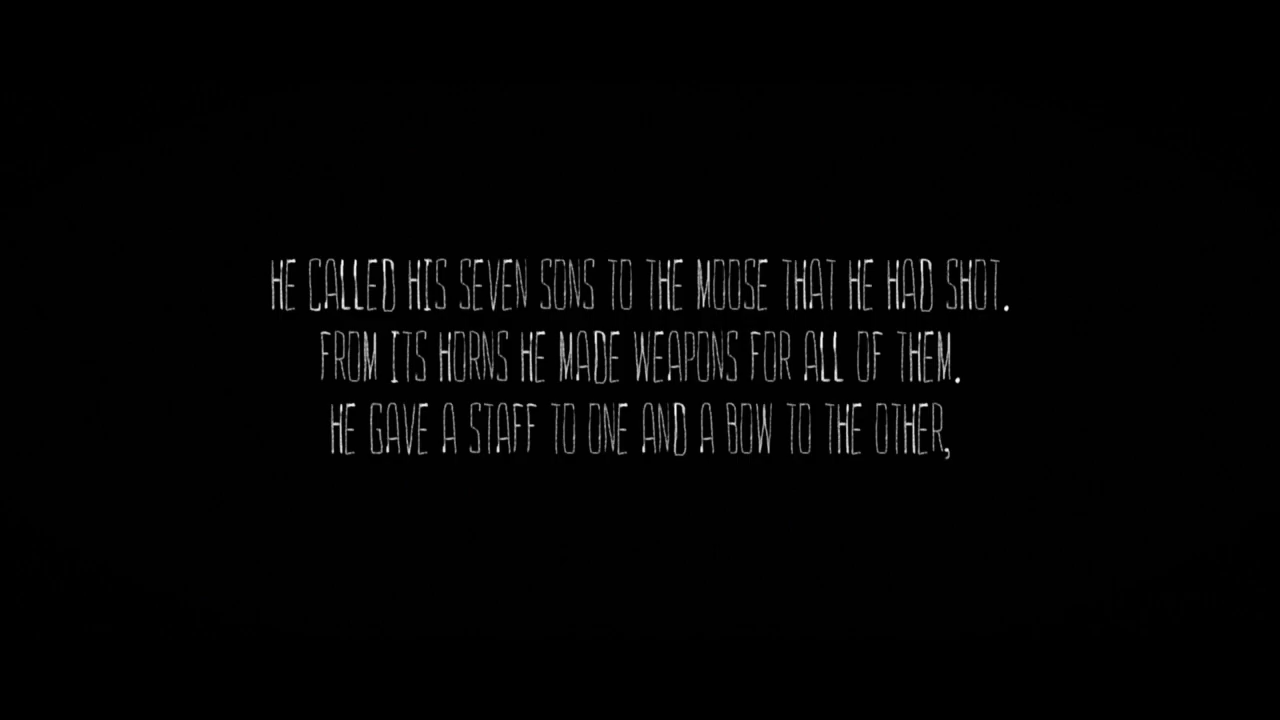 HE CALLED HIS SEVEN SONS TO THE MOOSE THAT HE HAD SHOT.
FROM ITS HORNS HE MADE WEAPONS FOR ALL OF THEM.
HE GAVE A STAFF TO ONE AND A BOW TO THE OTHER,